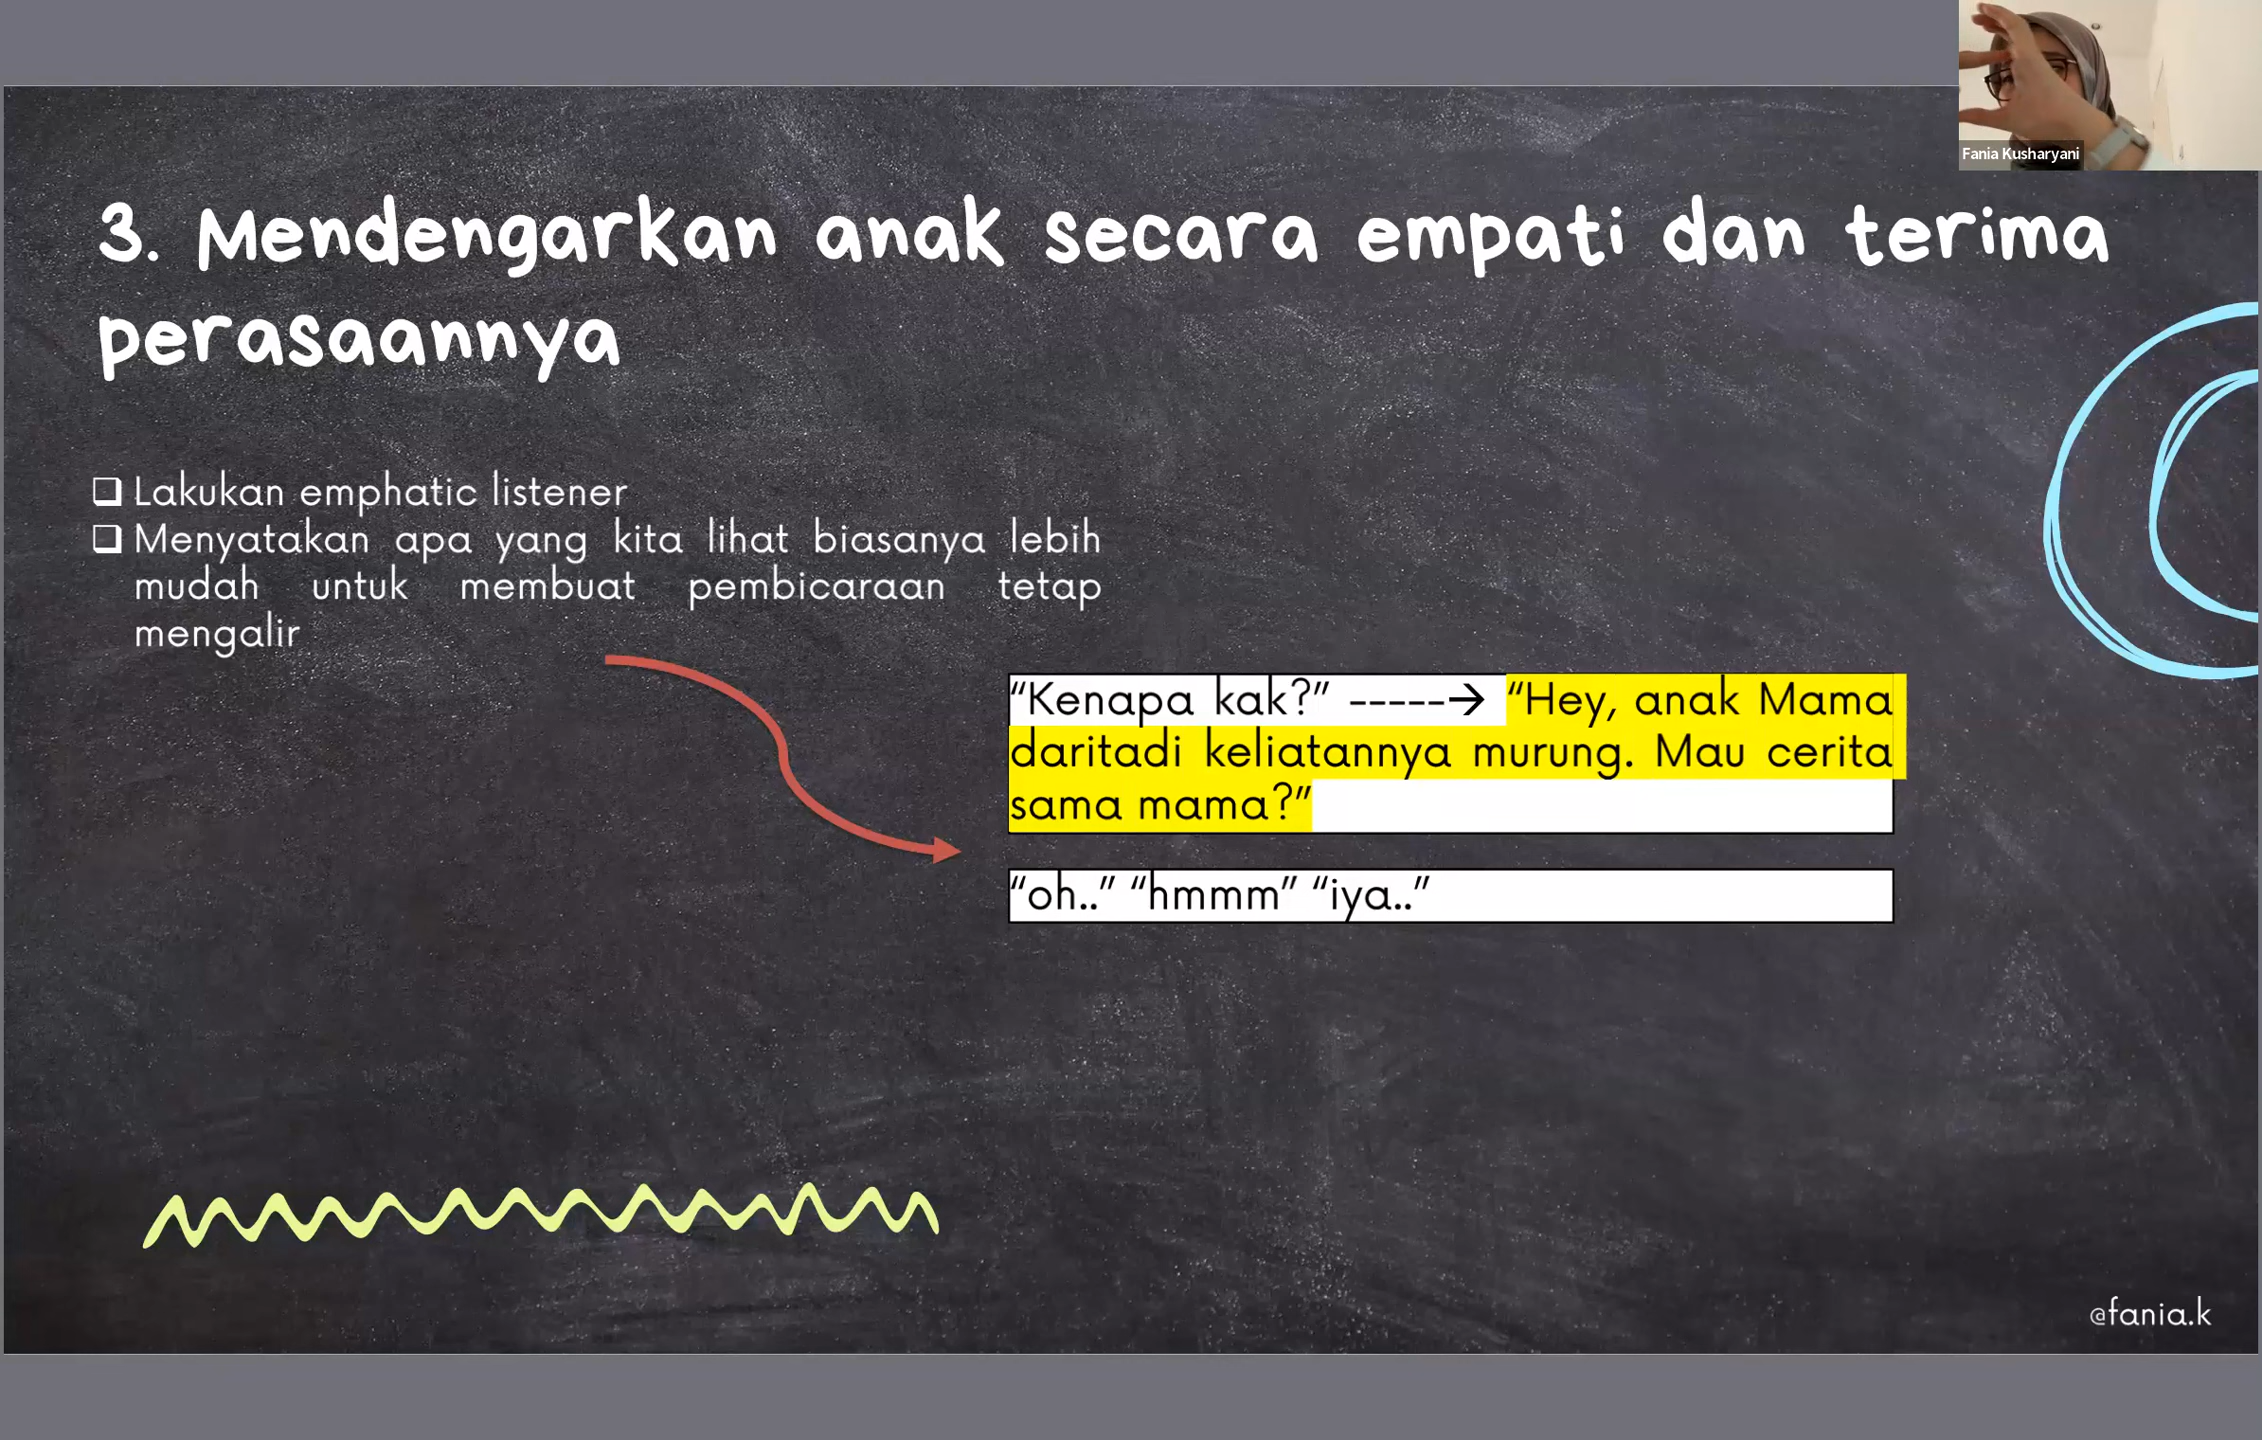 Fania Kusharyani
3. Mendengarkan anak secara empati dan terima
perasaannya
Lakukan emphatic listener
Menyatakan apa yang kita lihat biasanya lebih
mudah untuk membuat pembicaraan tetap
mengalir
“Kenapa kak?” -----→ “Hey, anak Mama
daritadi keliatannya murung. Mau cerita
sama mama?”
“oh..” “hmmm” “iya..”
@fania.k